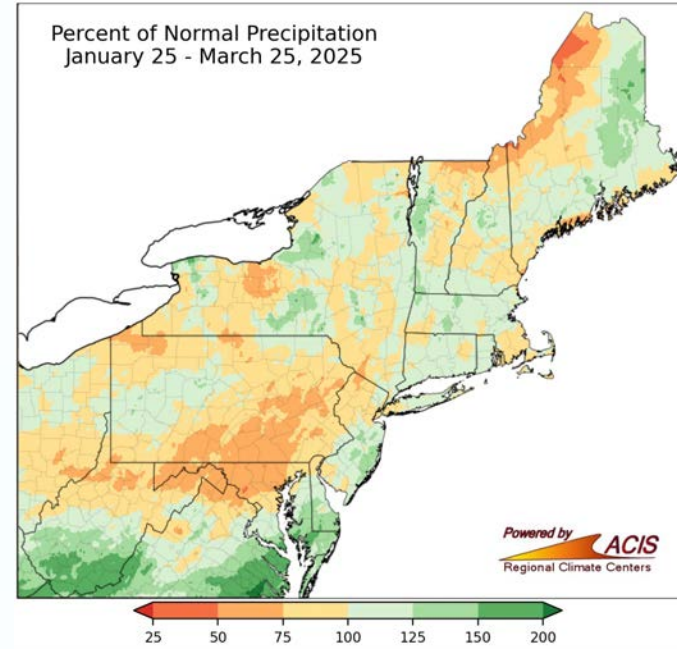 Percent of Normal Precipitation
January 25 - March 25, 2025
Powered by
ACIS
Regional Climate Centers
25 50 75 100 125 150 200